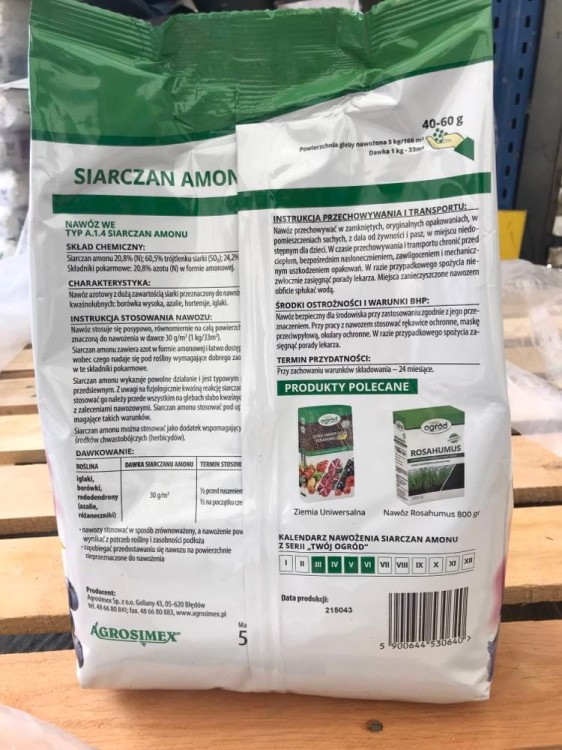 SIARCZAN AMON
NAWÓZ WE
TYP A.1.4 SIARCZAN AMONU
SKŁAD CHEMICZNY:
Siarczan amonu 20,8% (N); 60,5% trójtlenku siarki (SO₃); 24,2%
Składniki pokarmowe: 20,8% azotu (N) w formie amonowej.
CHARAKTERYSTYKA:
Nawóz azotowy z dużą zawartością siarki przeznaczony do nawoż
kwaśnolubnych: borówka wysoka, azalie, hortensje, iglaki.
INSTRUKCJA STOSOWANIA NAWOZU:
Nawóz stosuje się posypowo, równomiernie na całą powierzch
znaczoną do nawożenia w dawce 30 g/m² (1 kg/33m²).
Siarczan amonu zawiera azot w formie amonowej i łatwo dostęp
wobec czego nadaje się pod rośliny wymagające dobrego zao
w te składniki pokarmowe.
Siarczan amonu wykazuje powolne działanie i jest typowym
przedsiewnym. Z uwagi na fizjologicznie kwaśną reakcję siarczan
stosować go należy przede wszystkim na glebach słabo kwaśnyc
z zaleceniami nawozowymi. Siarczan amonu stosować pod up
magające takich warunków.
Siarczan amonu można stosować jako dodatek wspomagający
środków chwastobójczych (herbicydów).
DAWKOWANIE:
ROŚLINA DAWKA SIARCZANU AMONU TERMIN STOSOW
iglaki,
borówki,
rododendrony
(azalie,
różaneczniki)
30 g/m²
½ przed ruszeniem
½ na początku cze
• nawozy stosować w sposób zrównoważony, a nawożenie pow
wynikać z potrzeb rośliny i zasobności podłoża
• zapobiegać przedostawaniu się nawozu na powierzchnie
nieprzeznaczone do nawożenia
Producent:
Agrosimex Sp. z o.o. Goliany 43, 05-620 Błędów
tel. 48 66 80 841; fax. 48 66 80 883, www.agrosimex.pl
AGROSIMEX
Ma
5
40-60 g
Powierzchnia gleby nawożona 5 kg/166 m²
Dawka 1 kg - 33m²
INSTRUKCJA PRZECHOWYWANIA I TRANSPORTU:
Nawóz przechowywać w zamkniętych, oryginalnych opakowaniach, w
pomieszczeniach suchych, z dala od żywności i pasz, w miejscu niedo-
stępnym dla dzieci. W czasie przechowywania i transportu chronić przed
ciepłem, bezpośrednim nasłonecznieniem, zawilgoceniem i mechanicz-
nym uszkodzeniem opakowań. W razie przypadkowego spożycia nie-
zwłocznie zasięgnąć porady lekarza. Miejsca zanieczyszczone nawozem
obficie spłukać wodą.
ŚRODKI OSTROŻNOŚCI I WARUNKI BHP:
Nawóz bezpieczny dla środowiska przy zastosowaniu zgodnie z jego prze-
znaczeniem. Przy pracy z nawozem stosować rękawice ochronne, maskę
przeciwpyłową, okulary ochronne. W razie przypadkowego spożycia za-
sięgnąć porady lekarza.
TERMIN PRZYDATNOŚCI:
Przy zachowaniu warunków składowania – 24 miesiące.
PRODUKTY POLECANE
ogród
ogród
ROSAHUMUS
Ziemia Uniwersalna
Nawóz Rosahumus 800 gr
KALENDARZ NAWOŻENIA SIARCZAN AMONU
Z SERII „TWÓJ OGRÓD”
I II III IV V VI VII VIII IX X XI XII
Data produkcji:
215043
5 900644 530640